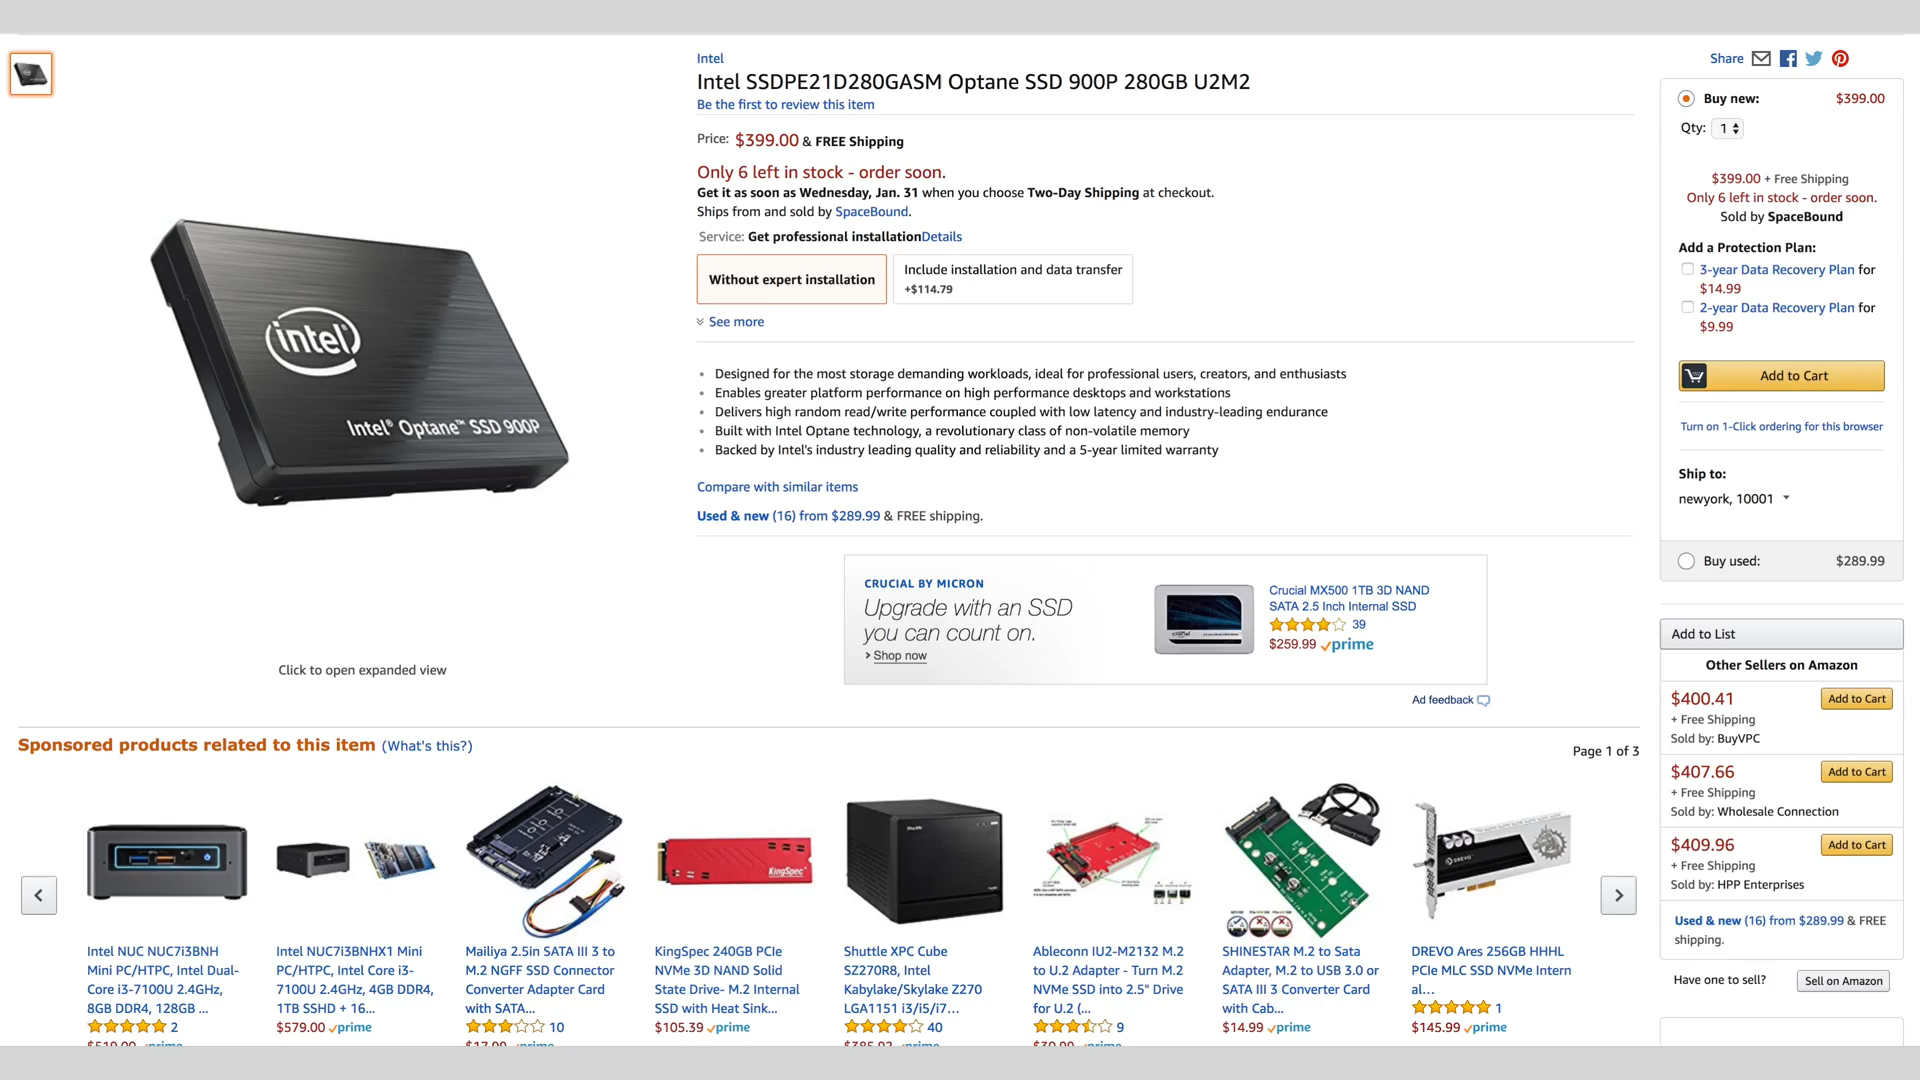 Intel
Intel SSDPE21D280GASM Optane SSD 900P 280GB U2M2
Be the first to review this item
Price: $399.00 & FREE Shipping
Only 6 left in stock - order soon.
Get it as soon as Wednesday, Jan. 31 when you choose Two-Day Shipping at checkout.
Ships from and sold by SpaceBound.
Service: Get professional installationDetails
Without expert installation
Include installation and data transfer
+$114.79
See more
Designed for the most storage demanding workloads, ideal for professional users, creators, and enthusiasts
Enables greater platform performance on high performance desktops and workstations
Delivers high random read/write performance coupled with low latency and industry-leading endurance
Built with Intel Optane technology, a revolutionary class of non-volatile memory
Backed by Intel's industry leading quality and reliability and a 5-year limited warranty
Compare with similar items
Used & new (16) from $289.99 & FREE shipping.
intel®
Intel® Optane™ SSD 900P
Click to open expanded view
CRUCIAL BY MICRON
Upgrade with an SSD
you can count on.
› Shop now
crucial
Crucial MX500 1TB 3D NAND
SATA 2.5 Inch Internal SSD
39
$259.99 prime
Ad feedback
Share
Buy new: $399.00
Qty: 1
$399.00 + Free Shipping
Only 6 left in stock - order soon.
Sold by SpaceBound
Add a Protection Plan:
3-year Data Recovery Plan for
$14.99
2-year Data Recovery Plan for
$9.99
Add to Cart
Turn on 1-Click ordering for this browser
Ship to:
newyork, 10001
Buy used: $289.99
Add to List
Other Sellers on Amazon
$400.41 Add to Cart
+ Free Shipping
Sold by: BuyVPC
$407.66 Add to Cart
+ Free Shipping
Sold by: Wholesale Connection
$409.96 Add to Cart
+ Free Shipping
Sold by: HPP Enterprises
Used & new (16) from $289.99 & FREE
shipping.
Have one to sell? Sell on Amazon
Sponsored products related to this item (What's this?)
Page 1 of 3
Intel NUC NUC7i3BNH
Mini PC/HTPC, Intel Dual-
Core i3-7100U 2.4GHz,
8GB DDR4, 128GB ...
2
$519.00 prime
Intel NUC7i3BNHX1 Mini
PC/HTPC, Intel Core i3-
7100U 2.4GHz, 4GB DDR4,
1TB SSHD + 16...
$579.00 prime
Mailiya 2.5in SATA III 3 to
M.2 NGFF SSD Connector
Converter Adapter Card
with SATA...
10
$17.99 prime
KingSpec
KingSpec 240GB PCIe
NVMe 3D NAND Solid
State Drive- M.2 Internal
SSD with Heat Sink...
$105.39 prime
Shuttle
Shuttle XPC Cube
SZ270R8, Intel
Kabylake/Skylake Z270
LGA1151 i3/i5/i7...
40
$385.92 prime
Ableconn IU2-M2132 M.2
to U.2 Adapter - Turn M.2
NVMe SSD into 2.5" Drive
for U.2 (...
9
$30.99 prime
SHINESTAR M.2 to Sata
Adapter, M.2 to USB 3.0 or
SATA III 3 Converter Card
with Cab...
$14.99 prime
DREVO
DREVO Ares 256GB HHHL
PCIe MLC SSD NVMe Intern
al...
1
$145.99 prime